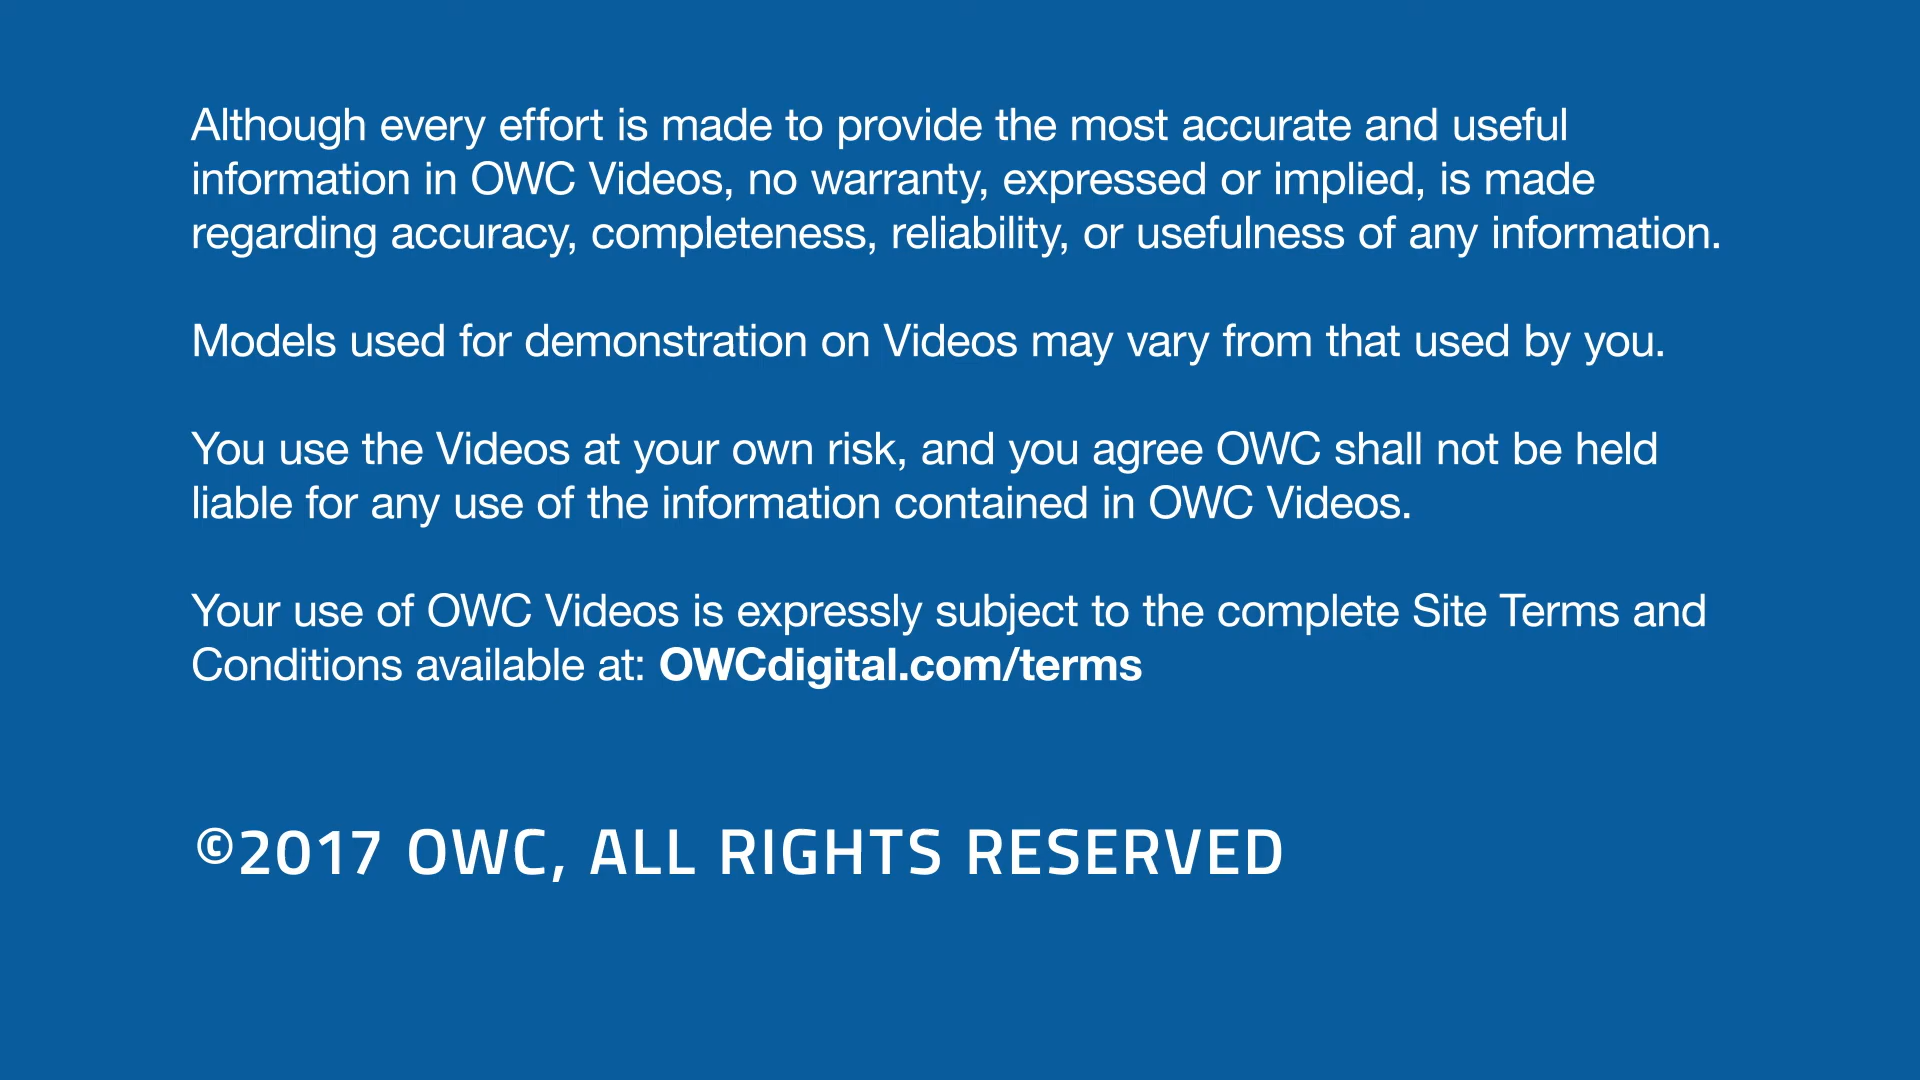 Although every effort is made to provide the most accurate and useful
information in OWC Videos, no warranty, expressed or implied, is made
regarding accuracy, completeness, reliability, or usefulness of any information.
Models used for demonstration on Videos may vary from that used by you.
You use the Videos at your own risk, and you agree OWC shall not be held
liable for any use of the information contained in OWC Videos.
Your use of OWC Videos is expressly subject to the complete Site Terms and
Conditions available at: OWCdigital.com/terms
©2017 OWC, ALL RIGHTS RESERVED